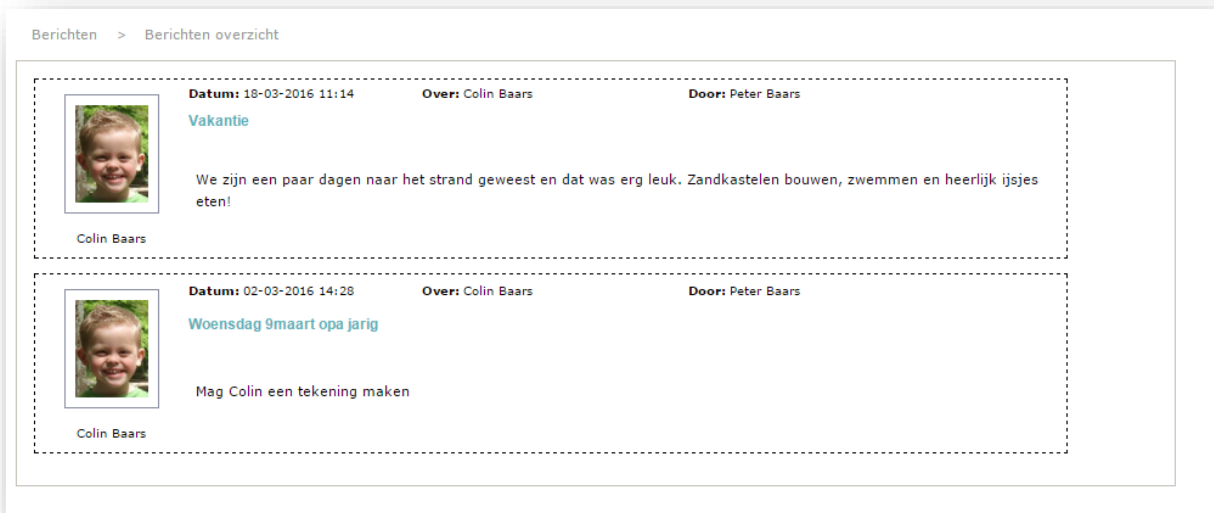 Berichten > Berichten overzicht
Datum: 18-03-2016 11:14 Over: Colin Baars Door: Peter Baars
Vakantie
We zijn een paar dagen naar het strand geweest en dat was erg leuk. Zandkastelen bouwen, zwemmen en heerlijk ijsjes
eten!
Colin Baars
Datum: 02-03-2016 14:28 Over: Colin Baars Door: Peter Baars
Woensdag 9maart opa jarig
Mag Colin een tekening maken
Colin Baars